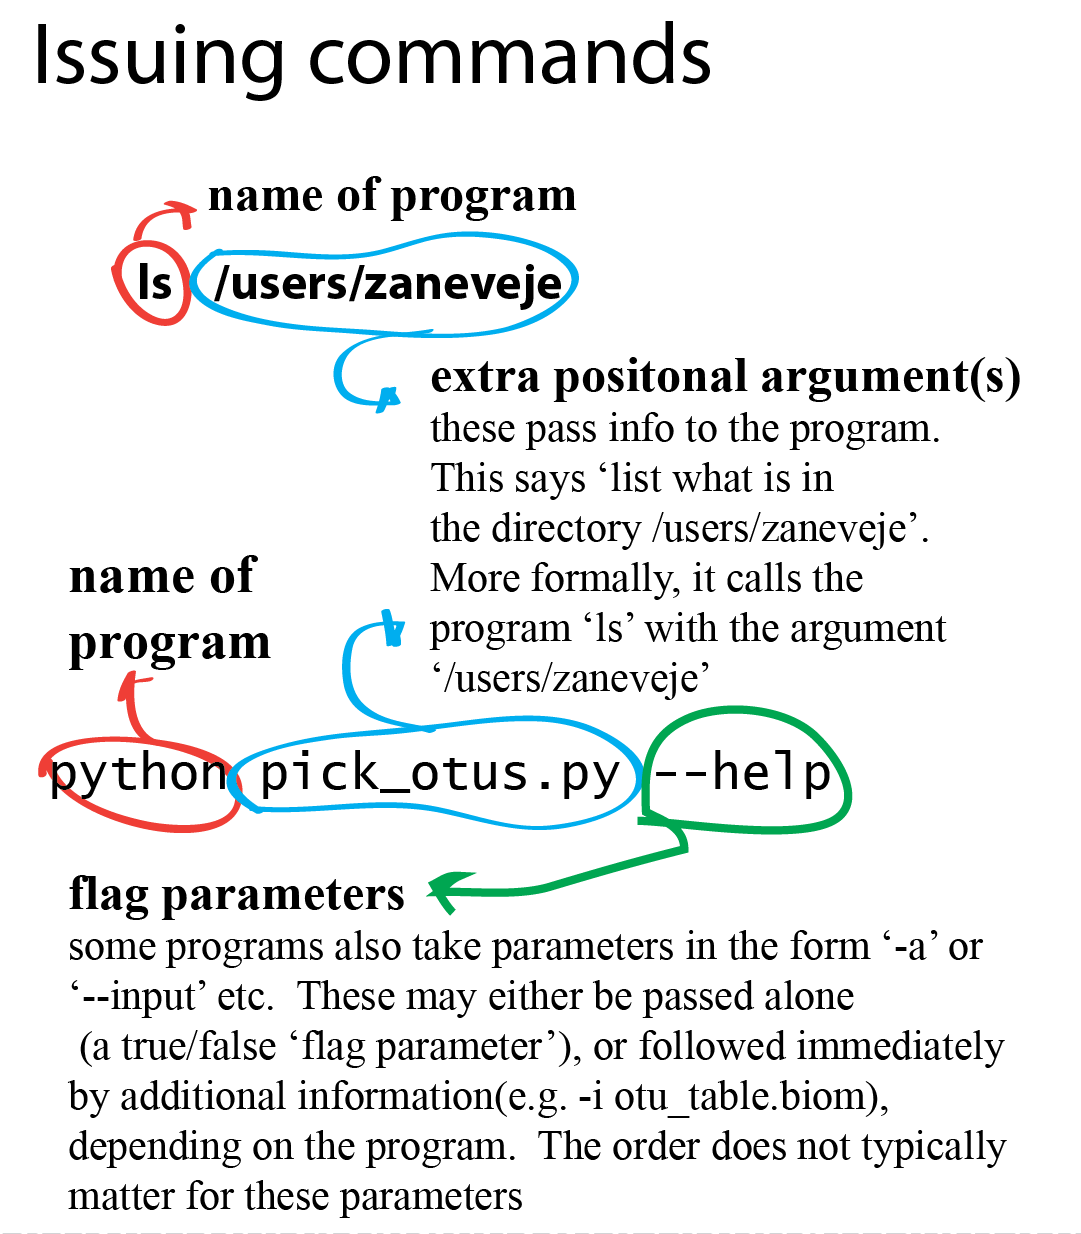 Issuing commands
name of program
ls /users/zaneveje
extra positonal argument(s)
these pass info to the program.
This says ‘list what is in
the directory /users/zaneveje’.
More formally, it calls the
program ‘ls’ with the argument
‘/users/zaneveje’
name of
program
python pick_otus.py --help
flag parameters
some programs also take parameters in the form ‘-a’ or
‘--input’ etc.  These may either be passed alone
(a true/false ‘flag parameter’), or followed immediately
by additional information(e.g. -i otu_table.biom),
depending on the program.  The order does not typically
matter for these parameters